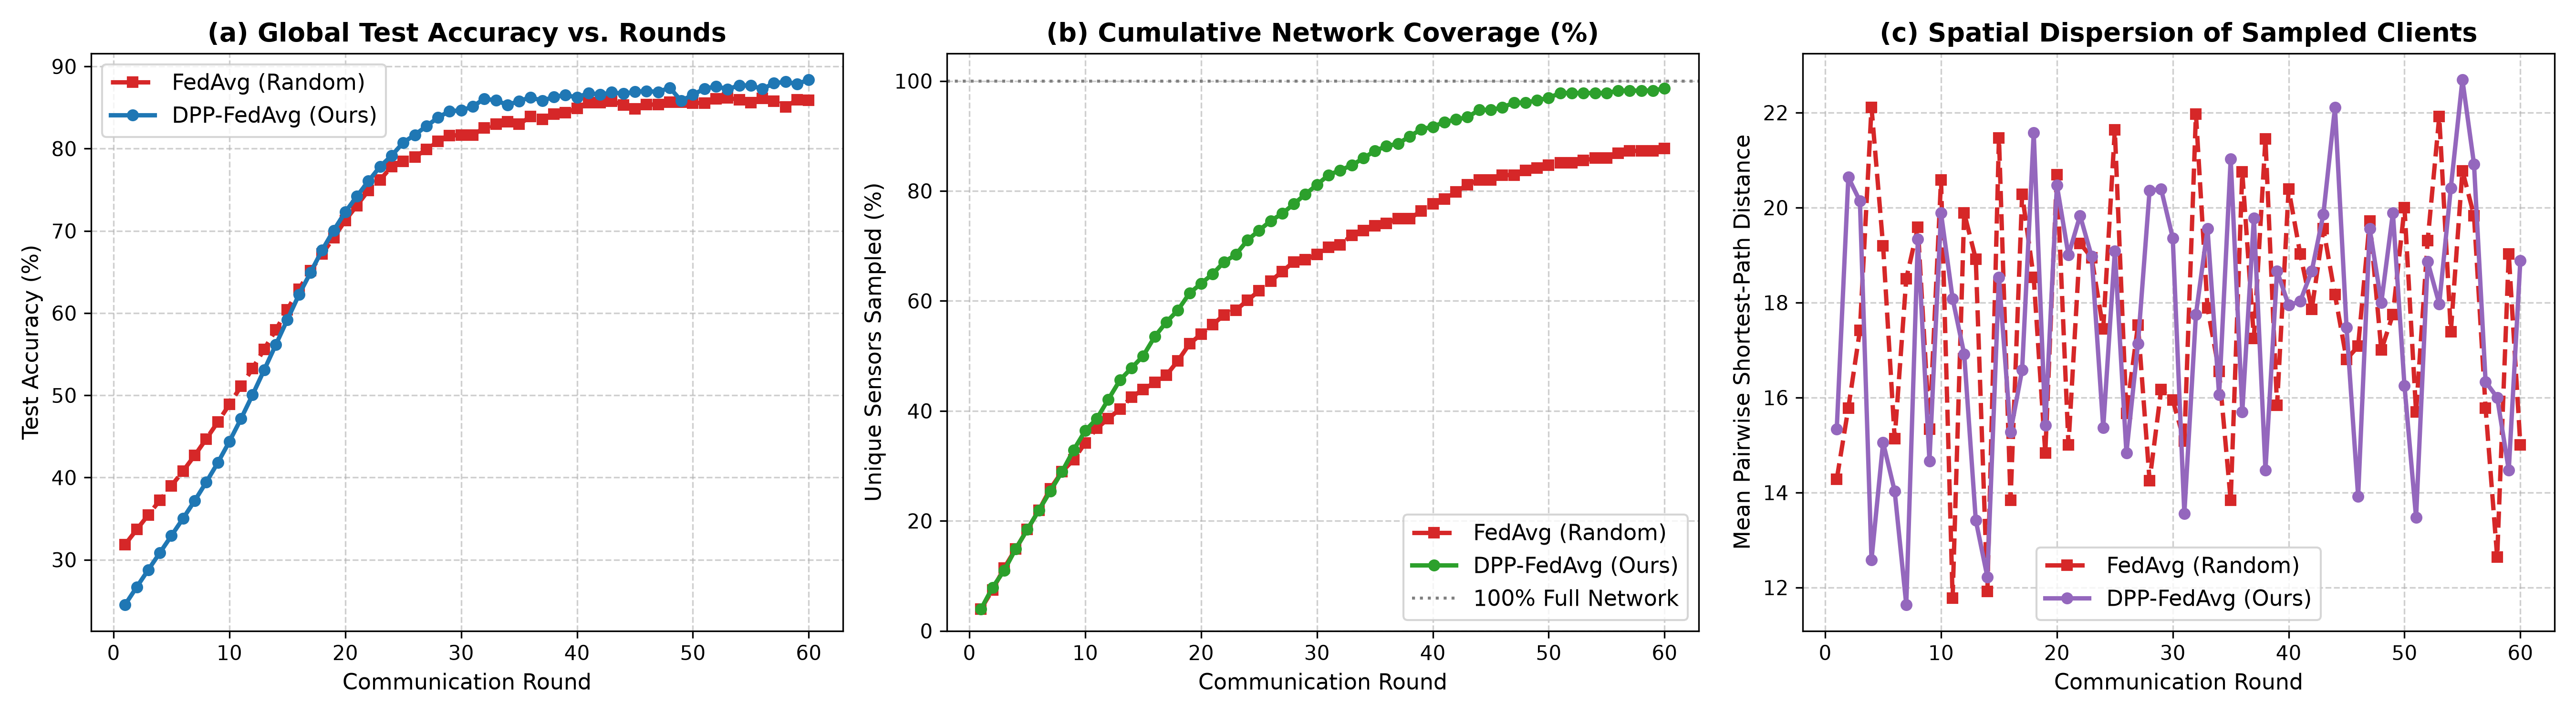 (a) Global Test Accuracy vs. Rounds
90
80
70
60
50
40
30
Test Accuracy (%)
FedAvg (Random)
DPP-FedAvg (Ours)
0 10 20 30 40 50 60
Communication Round
(b) Cumulative Network Coverage (%)
100
80
60
40
20
0
Unique Sensors Sampled (%)
FedAvg (Random)
DPP-FedAvg (Ours)
100% Full Network
0 10 20 30 40 50 60
Communication Round
(c) Spatial Dispersion of Sampled Clients
22
20
18
16
14
12
Mean Pairwise Shortest-Path Distance
FedAvg (Random)
DPP-FedAvg (Ours)
0 10 20 30 40 50 60
Communication Round